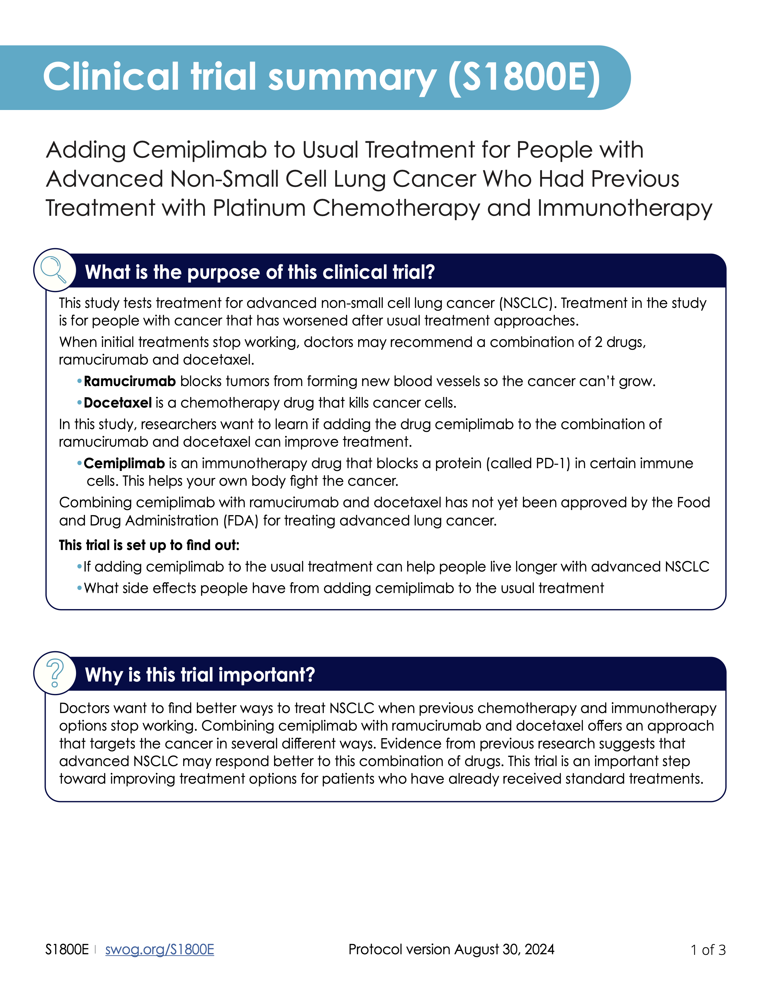 Clinical trial summary (S1800E)
Adding Cemiplimab to Usual Treatment for People with
Advanced Non-Small Cell Lung Cancer Who Had Previous
Treatment with Platinum Chemotherapy and Immunotherapy
What is the purpose of this clinical trial?
This study tests treatment for advanced non-small cell lung cancer (NSCLC). Treatment in the study
is for people with cancer that has worsened after usual treatment approaches.
When initial treatments stop working, doctors may recommend a combination of 2 drugs,
ramucirumab and docetaxel.
•Ramucirumab blocks tumors from forming new blood vessels so the cancer can’t grow.
•Docetaxel is a chemotherapy drug that kills cancer cells.
In this study, researchers want to learn if adding the drug cemiplimab to the combination of
ramucirumab and docetaxel can improve treatment.
•Cemiplimab is an immunotherapy drug that blocks a protein (called PD-1) in certain immune
cells. This helps your own body fight the cancer.
Combining cemiplimab with ramucirumab and docetaxel has not yet been approved by the Food
and Drug Administration (FDA) for treating advanced lung cancer.
This trial is set up to find out:
•If adding cemiplimab to the usual treatment can help people live longer with advanced NSCLC
•What side effects people have from adding cemiplimab to the usual treatment
Why is this trial important?
Doctors want to find better ways to treat NSCLC when previous chemotherapy and immunotherapy
options stop working. Combining cemiplimab with ramucirumab and docetaxel offers an approach
that targets the cancer in several different ways. Evidence from previous research suggests that
advanced NSCLC may respond better to this combination of drugs. This trial is an important step
toward improving treatment options for patients who have already received standard treatments.
S1800E | swog.org/S1800E Protocol version August 30, 2024 1 of 3